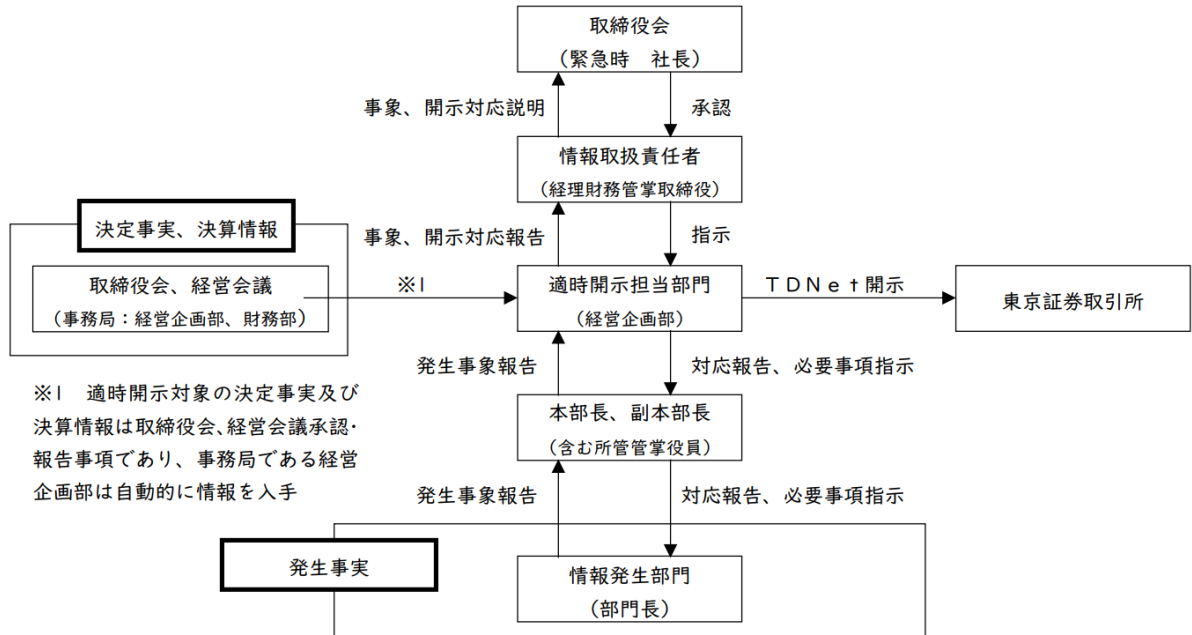 取締役会
(緊急時　社長)
事象、開示対応説明
承認
情報取扱責任者
(経理財務管掌取締役)
決定事実、決算情報
事象、開示対応報告
指示
取締役会、経営会議
(事務局：経営企画部、財務部)
※1
適時開示担当部門
(経営企画部)
ＴＤＮｅｔ開示
東京証券取引所
※1　適時開示対象の決定事実及び
決算情報は取締役会、経営会議承認・
報告事項であり、事務局である経営
企画部は自動的に情報を入手
発生事象報告
対応報告、必要事項指示
本部長、副本部長
(含む所管管掌役員)
発生事象報告
対応報告、必要事項指示
発生事実
情報発生部門
(部門長)